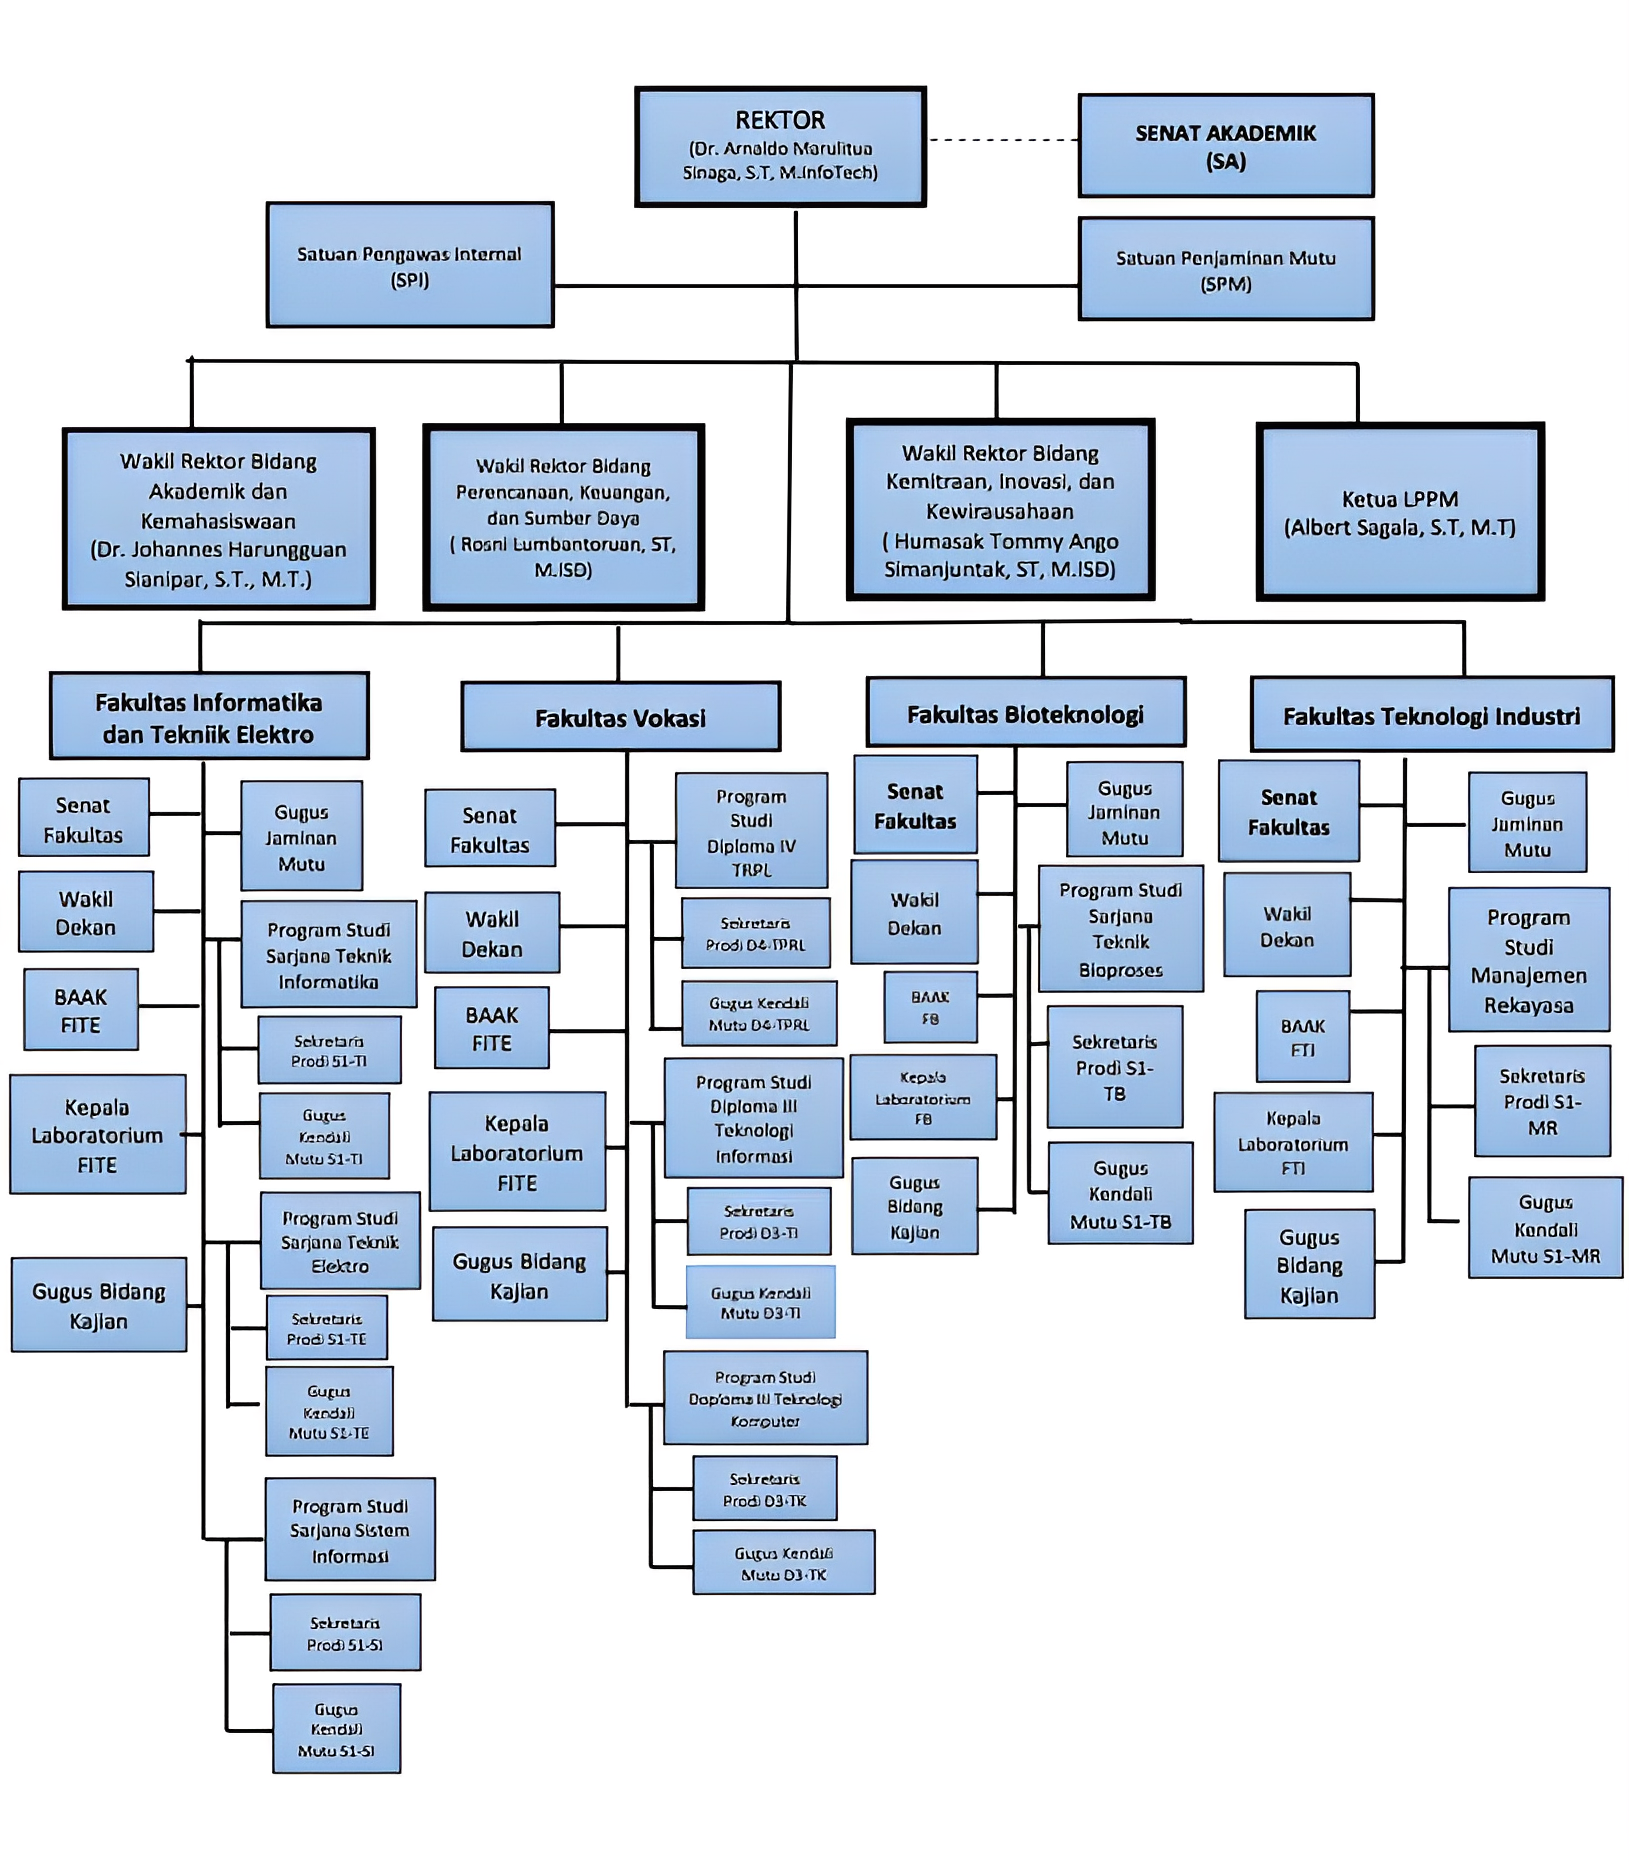 REKTOR
(Dr. Arnaldo Marulitua
Sinaga, S.T, M.InfoTech)
SENAT AKADEMIK
(SA)
Satuan Pengawas Internal
(SPI)
Satuan Penjaminan Mutu
(SPM)
Wakil Rektor Bidang
Akademik dan
Kemahasiswaan
(Dr. Johannes Harungguan
Sianipar, S.T., M.T.)
Wakil Rektor Bidang
Perencanaan, Keuangan,
dan Sumber Daya
( Rosni Lumbantoruan, ST,
M.ISD)
Wakil Rektor Bidang
Kemitraan, Inovasi, dan
Kewirausahaan
( Humasak Tommy Ango
Simanjuntak, ST, M.ISD)
Ketua LPPM
(Albert Sagala, S.T, M.T)
Fakultas Informatika
dan Tekniik Elektro
Senat
Fakultas
Gugus
Jaminan
Mutu
Wakil
Dekan
Program Studi
Sarjana Teknik
Informatika
BAAK
FITE
Sekretaris
Prodi S1-TI
Kepala
Laboratorium
FITE
Gugus
Kendali
Mutu S1-TI
Program Studi
Sarjana Teknik
Elektro
Gugus Bidang
Kajian
Sekretaris
Prodi S1-TE
Gugus
Kendali
Mutu S1-TE
Program Studi
Sarjana Sistem
Informasi
Sekretaris
Prodi S1-SI
Gugus
Kendali
Mutu S1-SI
Fakultas Vokasi
Senat
Fakultas
Program
Studi
Diploma IV
TRPL
Wakil
Dekan
Sekretaris
Prodi D4-TPRL
BAAK
FITE
Gugus Kendali
Mutu D4-TPRL
Kepala
Laboratorium
FITE
Program Studi
Diploma III
Teknologi
Informasi
Sekretaris
Prodi D3-TI
Gugus Bidang
Kajian
Gugus Kendali
Mutu D3-TI
Program Studi
Doploma III Teknologi
Komputer
Sekretaris
Prodi D3-TK
Gugus Kendali
Mutu D3-TK
Fakultas Bioteknologi
Senat
Fakultas
Gugus
Jaminan
Mutu
Wakil
Dekan
Program Studi
Sarjana
Teknik
Bioproses
BAAK
FB
Sekretaris
Prodi S1-
TB
Kepala
Laboratorium
FB
Gugus
Bidang
Kajian
Gugus
Kendali
Mutu S1-TB
Fakultas Teknologi Industri
Senat
Fakultas
Gugus
Jaminan
Mutu
Wakil
Dekan
Program
Studi
Manajemen
Rekayasa
BAAK
FTI
Sekretaris
Prodi S1-
MR
Kepala
Laboratorium
FTI
Gugus
Bidang
Kajian
Gugus
Kendali
Mutu S1-MR